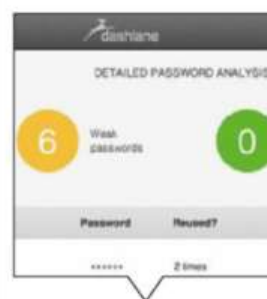 dashlane
DETAILED PASSWORD ANALYSIS
6
Weak
passwords
0
Password Reused?
•••••• 2 times